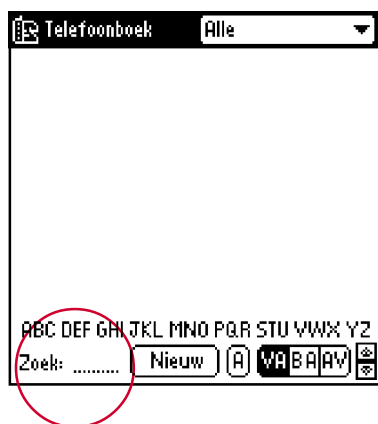 Telefoonboek Alle
ABC DEF GHI JKL MNO PQR STU VWX YZ
Zoek: ......... Nieuw A VA BA AV